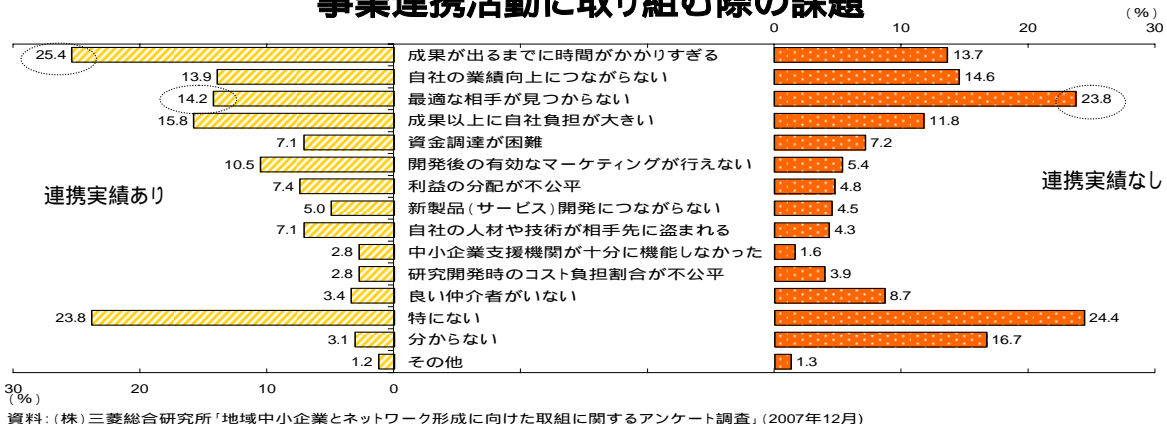 事業連携活動に取り組む際の課題
(%)
0 10 20 30
25.4 成果が出るまでに時間がかかりすぎる 13.7
13.9 自社の業績向上につながらない 14.6
14.2 最適な相手が見つからない 23.8
15.8 成果以上に自社負担が大きい 11.8
7.1 資金調達が困難 7.2
10.5 開発後の有効なマーケティングが行えない 5.4
連携実績あり
7.4 利益の分配が不公平 4.8
連携実績なし
5.0 新製品(サービス)開発につながらない 4.5
7.1 自社の人材や技術が相手先に盗まれる 4.3
2.8 中小企業支援機関が十分に機能しなかった 1.6
2.8 研究開発時のコスト負担割合が不公平 3.9
3.4 良い仲介者がいない 8.7
23.8 特にない 24.4
3.1 分からない 16.7
1.2 その他 1.3
30 20 10 0
(%)
資料:(株)三菱総合研究所「地域中小企業とネットワーク形成に向けた取組に関するアンケート調査」(2007年12月)